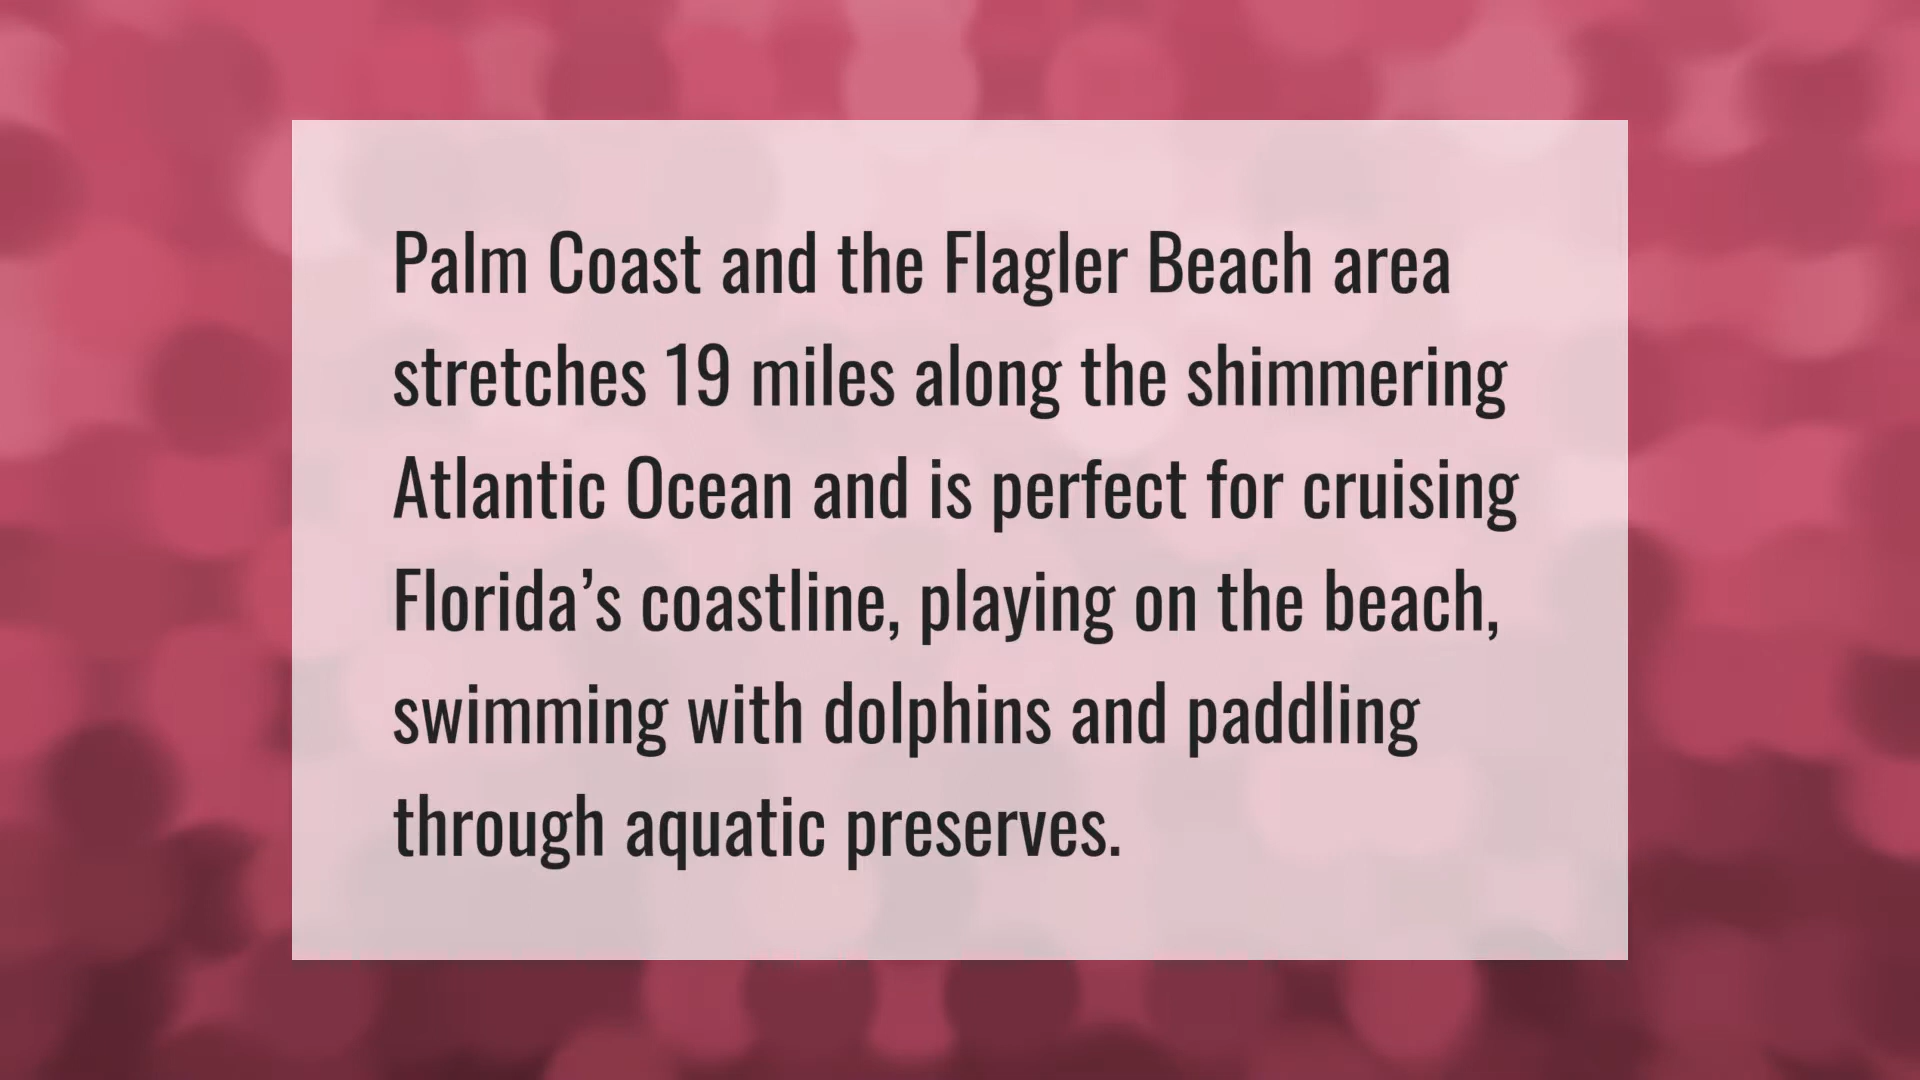 Palm Coast and the Flagler Beach area
stretches 19 miles along the shimmering
Atlantic Ocean and is perfect for cruising
Florida’s coastline, playing on the beach,
swimming with dolphins and paddling
through aquatic preserves.